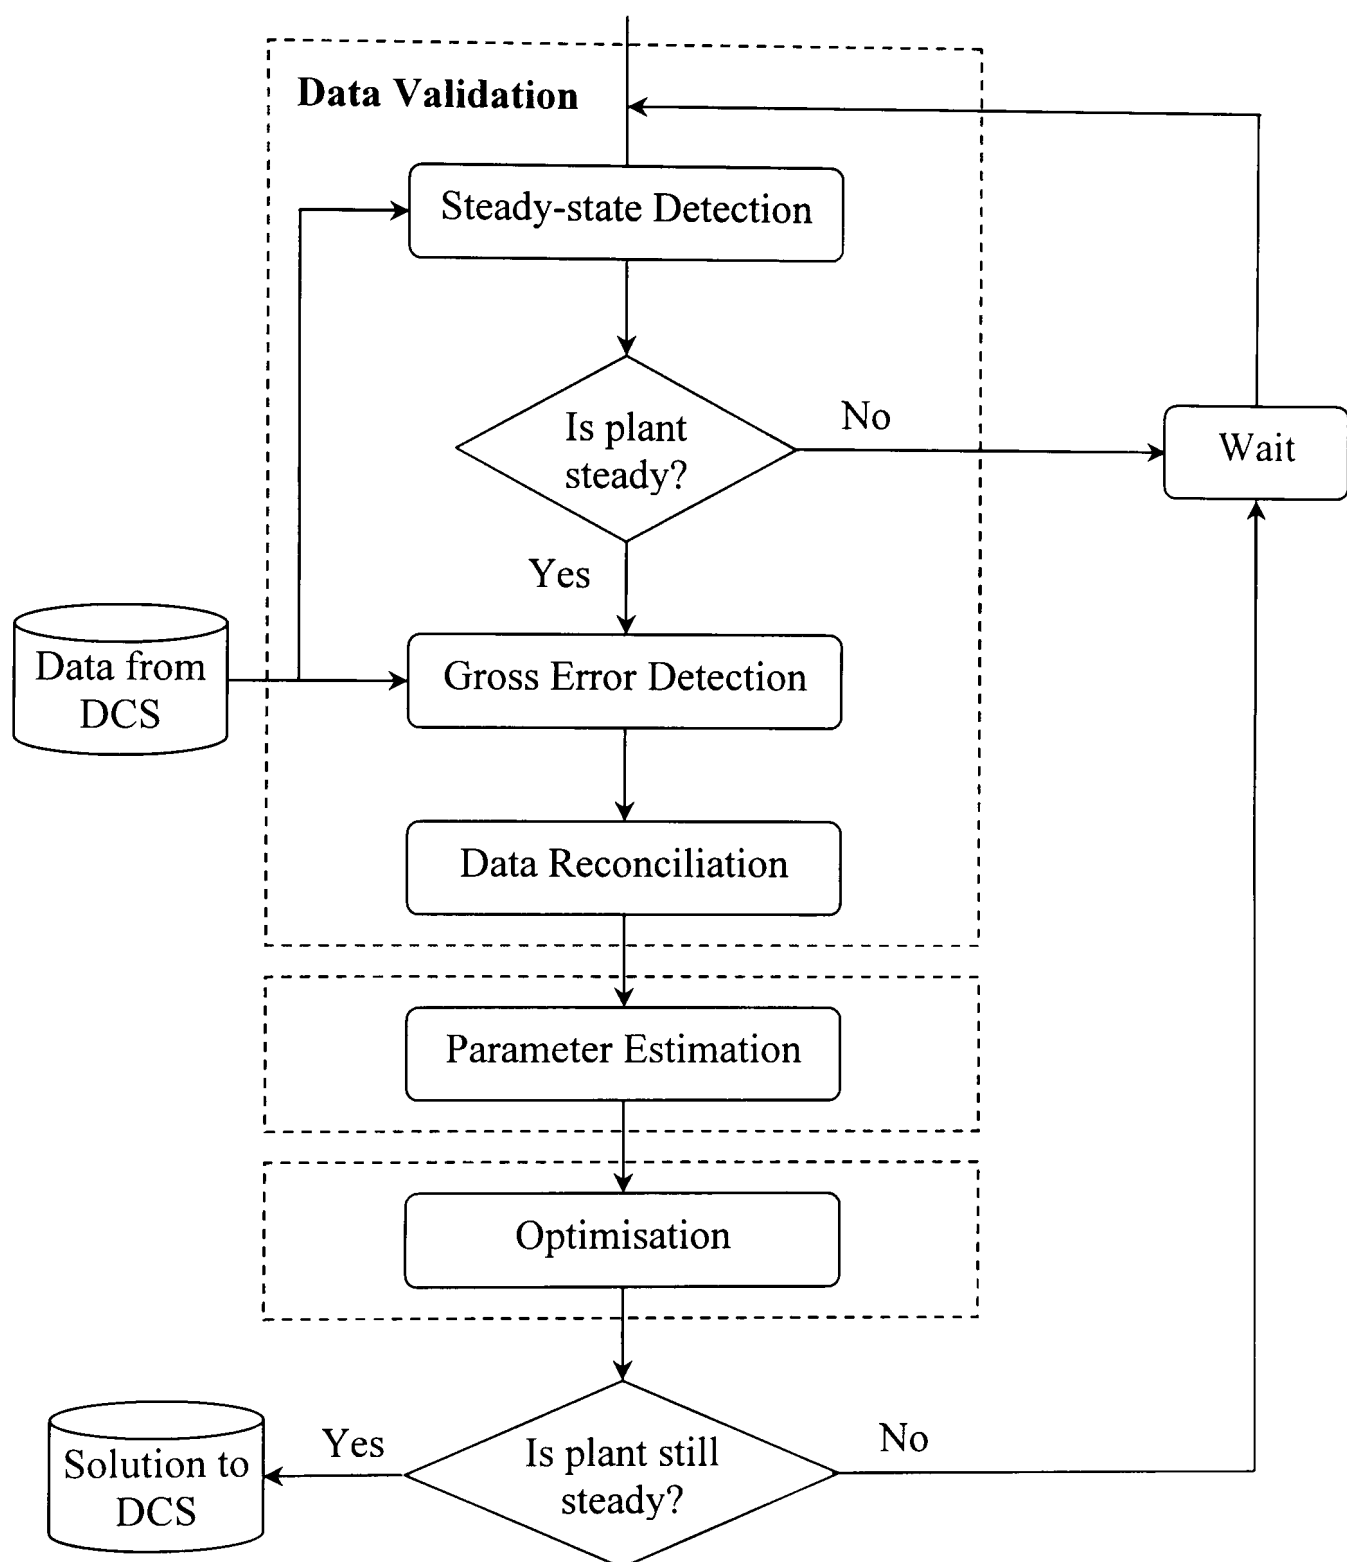 Data Validation
Steady-state Detection
Is plant
steady?
No
Wait
Yes
Data from
DCS
Gross Error Detection
Data Reconciliation
Parameter Estimation
Optimisation
Is plant still
steady?
Yes
No
Solution to
DCS